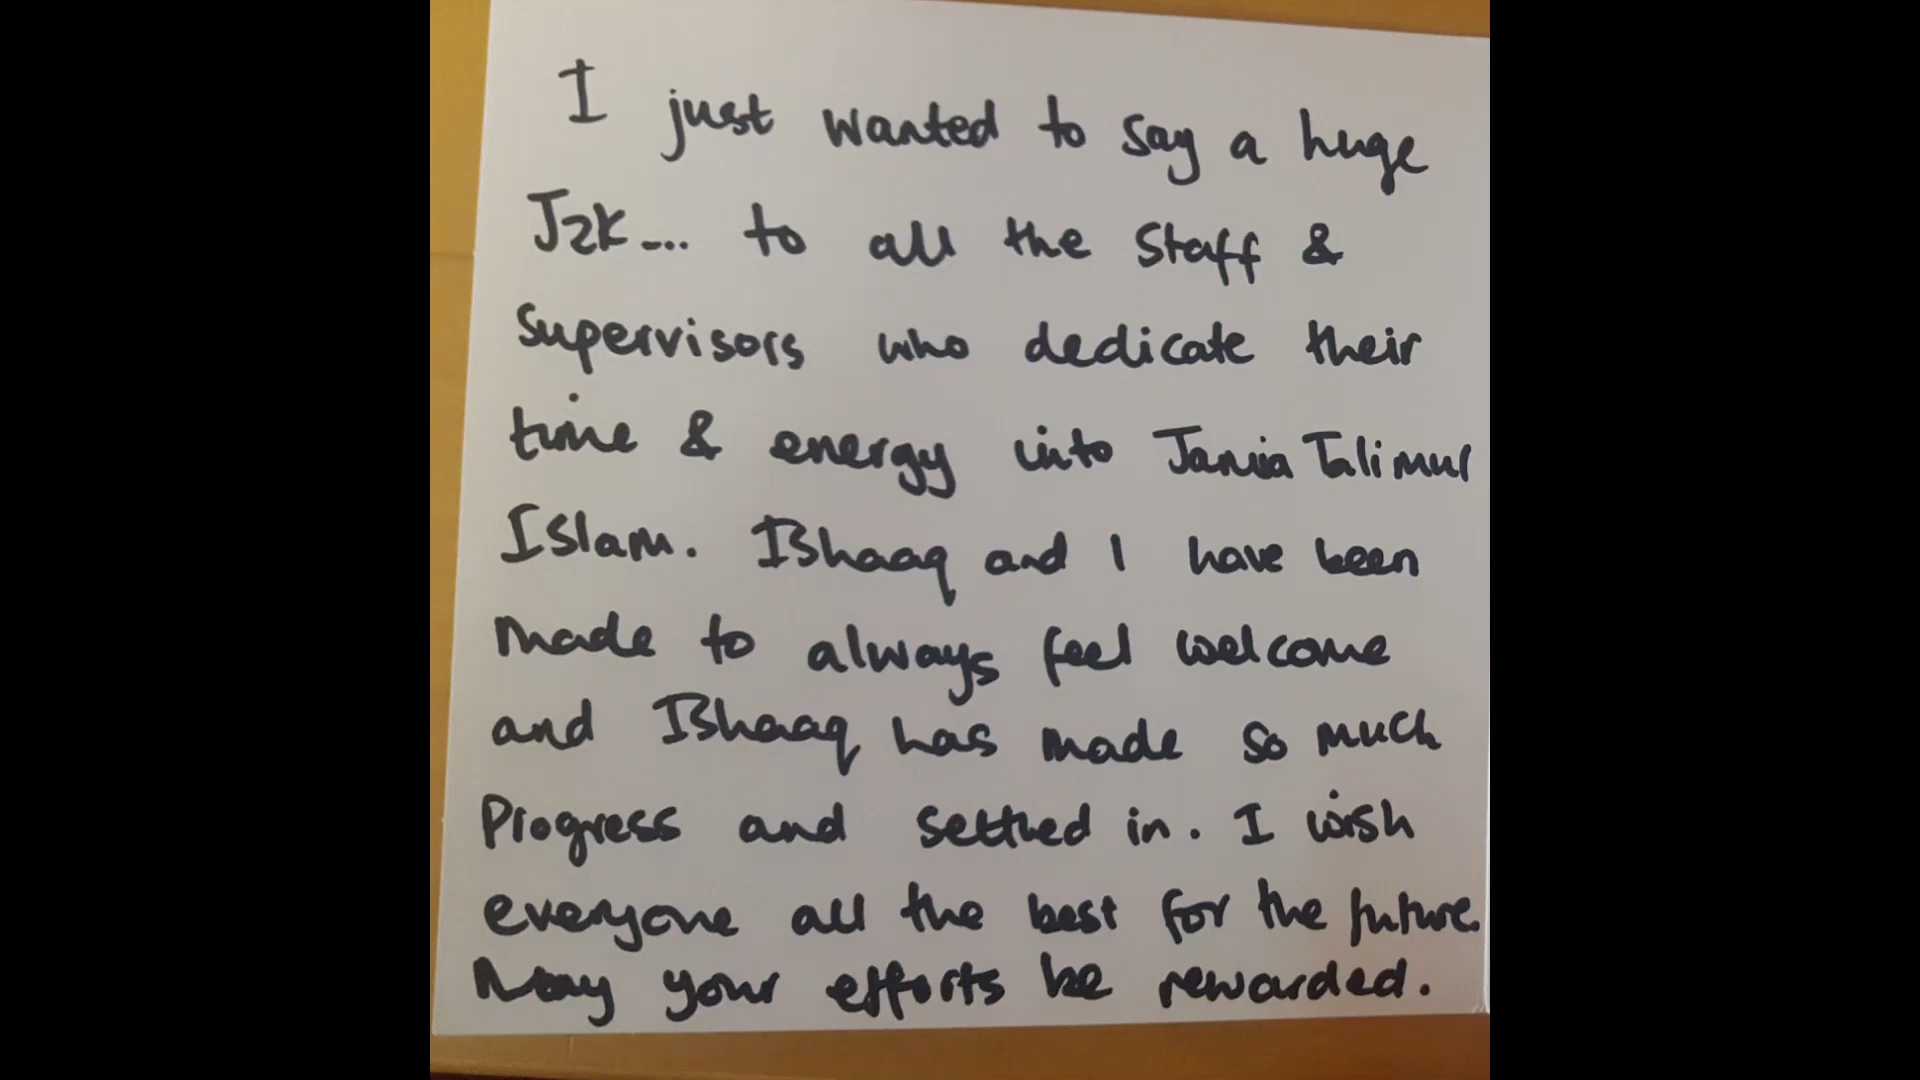 I just wanted to say a huge
Jzk.... to all the staff &
Supervisors who dedicate their
time & energy into Jamia Talimul
Islam. Ishaaq and I have been
made to always feel welcome
and Ishaaq has made so much
Progress and settled in. I wish
everyone all the best for the future.
May your efforts be rewarded.